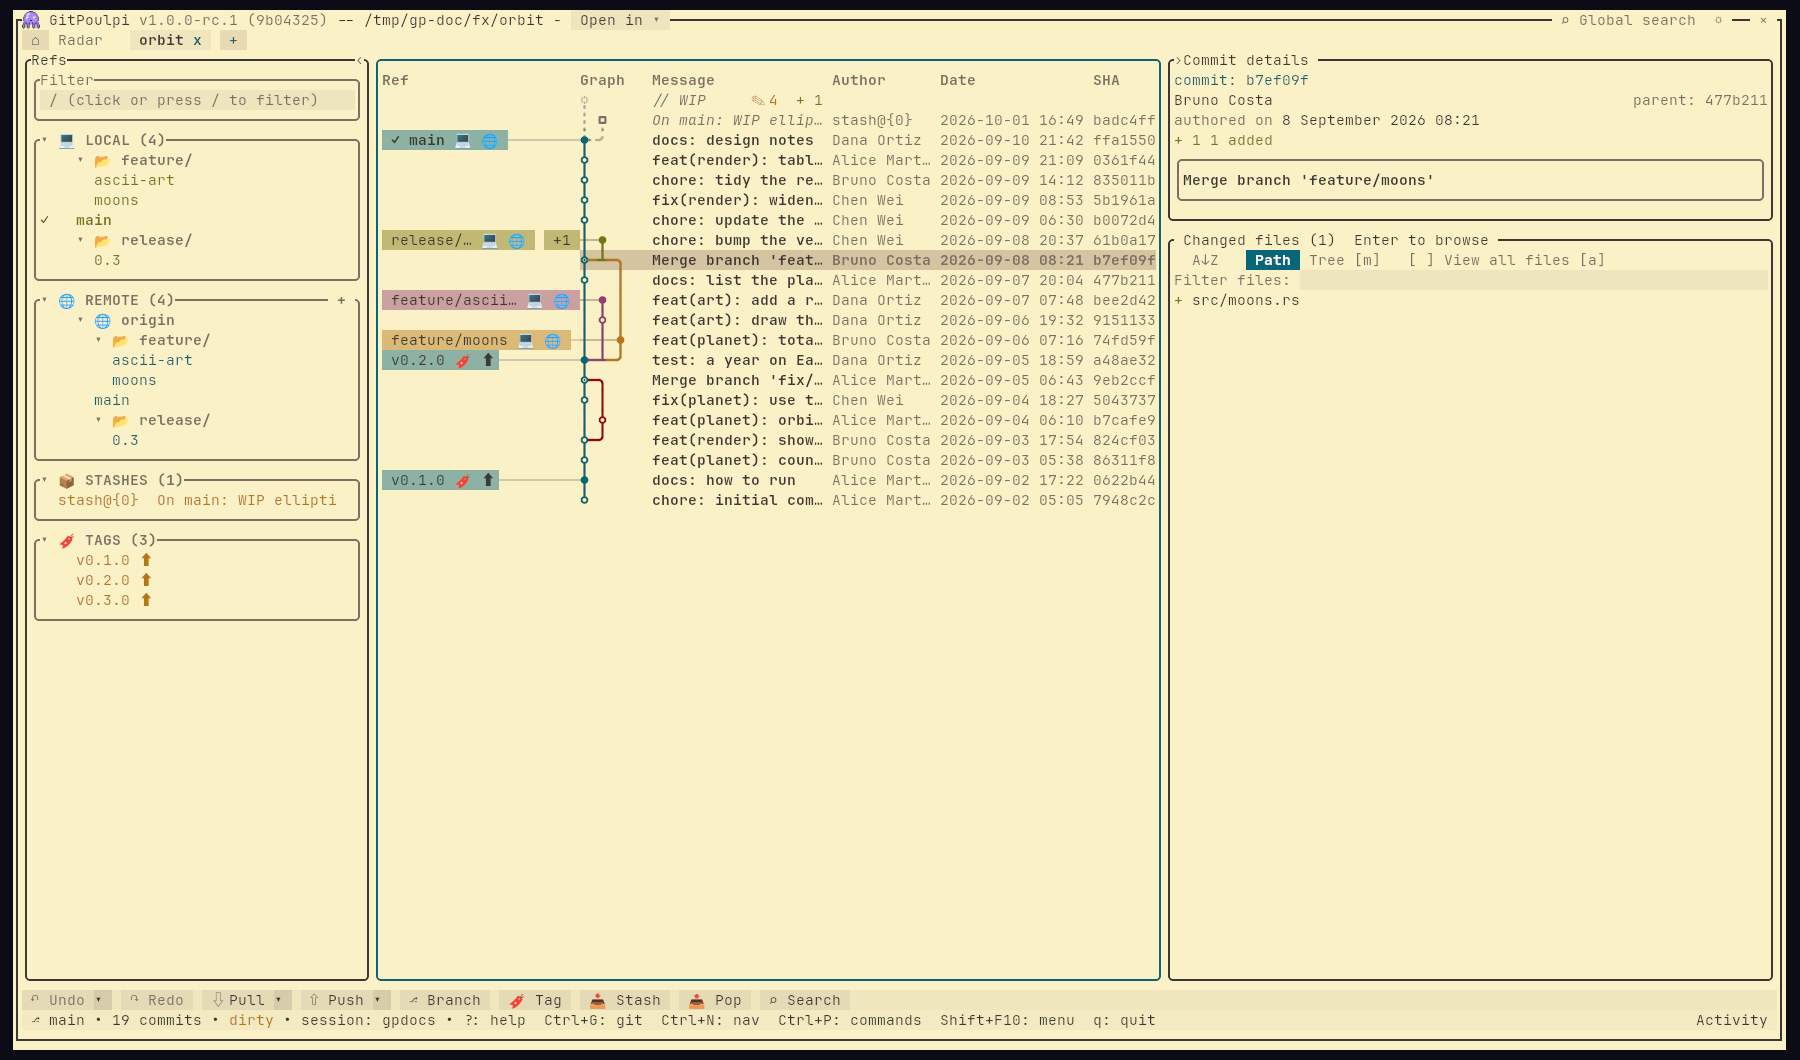 GitPoulpi v1.0.0-rc.1 (9b04325) -- /tmp/gp-doc/fx/orbit - Open in ▾ ⌕ Global search ☼ ×
⌂ Radar orbit x +
Refs ‹
Filter
/ (click or press / to filter)
▾ LOCAL (4)
▾ feature/
ascii-art
moons
✓ main
▾ release/
0.3
▾ REMOTE (4) +
▾ origin
▾ feature/
ascii-art
moons
main
▾ release/
0.3
▾ STASHES (1)
stash@{0} On main: WIP ellipti
▾ TAGS (3)
v0.1.0 ⬆
v0.2.0 ⬆
v0.3.0 ⬆
Ref Graph Message Author Date SHA
// WIP ✎4 + 1
On main: WIP ellip… stash@{0} 2026-10-01 16:49 badc4ff
✓ main docs: design notes Dana Ortiz 2026-09-10 21:42 ffa1550
feat(render): tabl… Alice Mart… 2026-09-09 21:09 0361f44
chore: tidy the re… Bruno Costa 2026-09-09 14:12 835011b
fix(render): widen… Chen Wei 2026-09-09 08:53 5b1961a
chore: update the … Chen Wei 2026-09-09 06:30 b0072d4
release/… +1 chore: bump the ve… Chen Wei 2026-09-08 20:37 61b0a17
Merge branch 'feat… Bruno Costa 2026-09-08 08:21 b7ef09f
docs: list the pla… Alice Mart… 2026-09-07 20:04 477b211
feature/ascii… feat(art): add a r… Dana Ortiz 2026-09-07 07:48 bee2d42
feat(art): draw th… Dana Ortiz 2026-09-06 19:32 9151133
feature/moons feat(planet): tota… Bruno Costa 2026-09-06 07:16 74fd59f
v0.2.0 ⬆ test: a year on Ea… Dana Ortiz 2026-09-05 18:59 a48ae32
Merge branch 'fix/… Alice Mart… 2026-09-05 06:43 9eb2ccf
fix(planet): use t… Chen Wei 2026-09-04 18:27 5043737
feat(planet): orbi… Alice Mart… 2026-09-04 06:10 b7cafe9
feat(render): show… Bruno Costa 2026-09-03 17:54 824cf03
feat(planet): coun… Bruno Costa 2026-09-03 05:38 86311f8
v0.1.0 ⬆ docs: how to run Alice Mart… 2026-09-02 17:22 0622b44
chore: initial com… Alice Mart… 2026-09-02 05:05 7948c2c
›Commit details
commit: b7ef09f
Bruno Costa parent: 477b211
authored on 8 September 2026 08:21
+ 1 1 added
Merge branch 'feature/moons'
Changed files (1) Enter to browse
A↓Z Path Tree [m] [ ] View all files [a]
Filter files:
+ src/moons.rs
↶ Undo ▾ ↷ Redo ⇩ Pull ▾ ⇧ Push ▾ ⎇ Branch Tag Stash Pop ⌕ Search
⎇ main • 19 commits • dirty • session: gpdocs • ?: help Ctrl+G: git Ctrl+N: nav Ctrl+P: commands Shift+F10: menu q: quit Activity